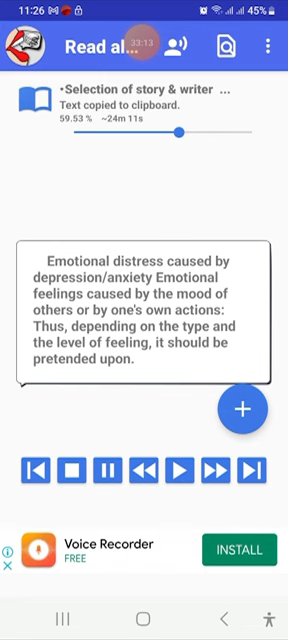 11:26
45%
Read al...
33:13
•Selection of story & writer ...
Text copied to clipboard.
59.53 % ~24m 11s
Emotional distress caused by
depression/anxiety Emotional
feelings caused by the mood of
others or by one's own actions:
Thus, depending on the type and
the level of feeling, it should be
pretended upon.
+
Voice Recorder
FREE
INSTALL